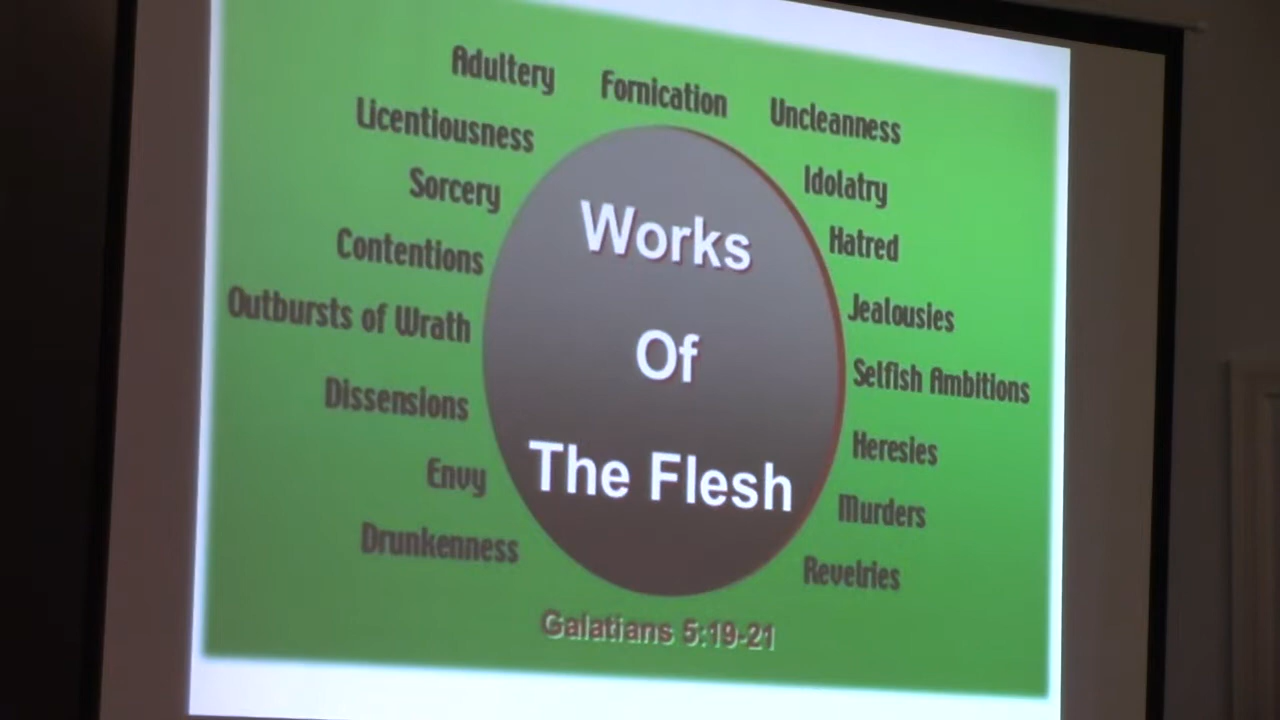 Adultery Fornication Uncleanness
Licentiousness
Idolatry
Sorcery
Hatred
Contentions
Jealousies
Outbursts of Wrath
Selfish Ambitions
Dissensions
Heresies
Envy
Murders
Drunkenness
Revelries
Works
Of
The Flesh
Galatians 5:19-21